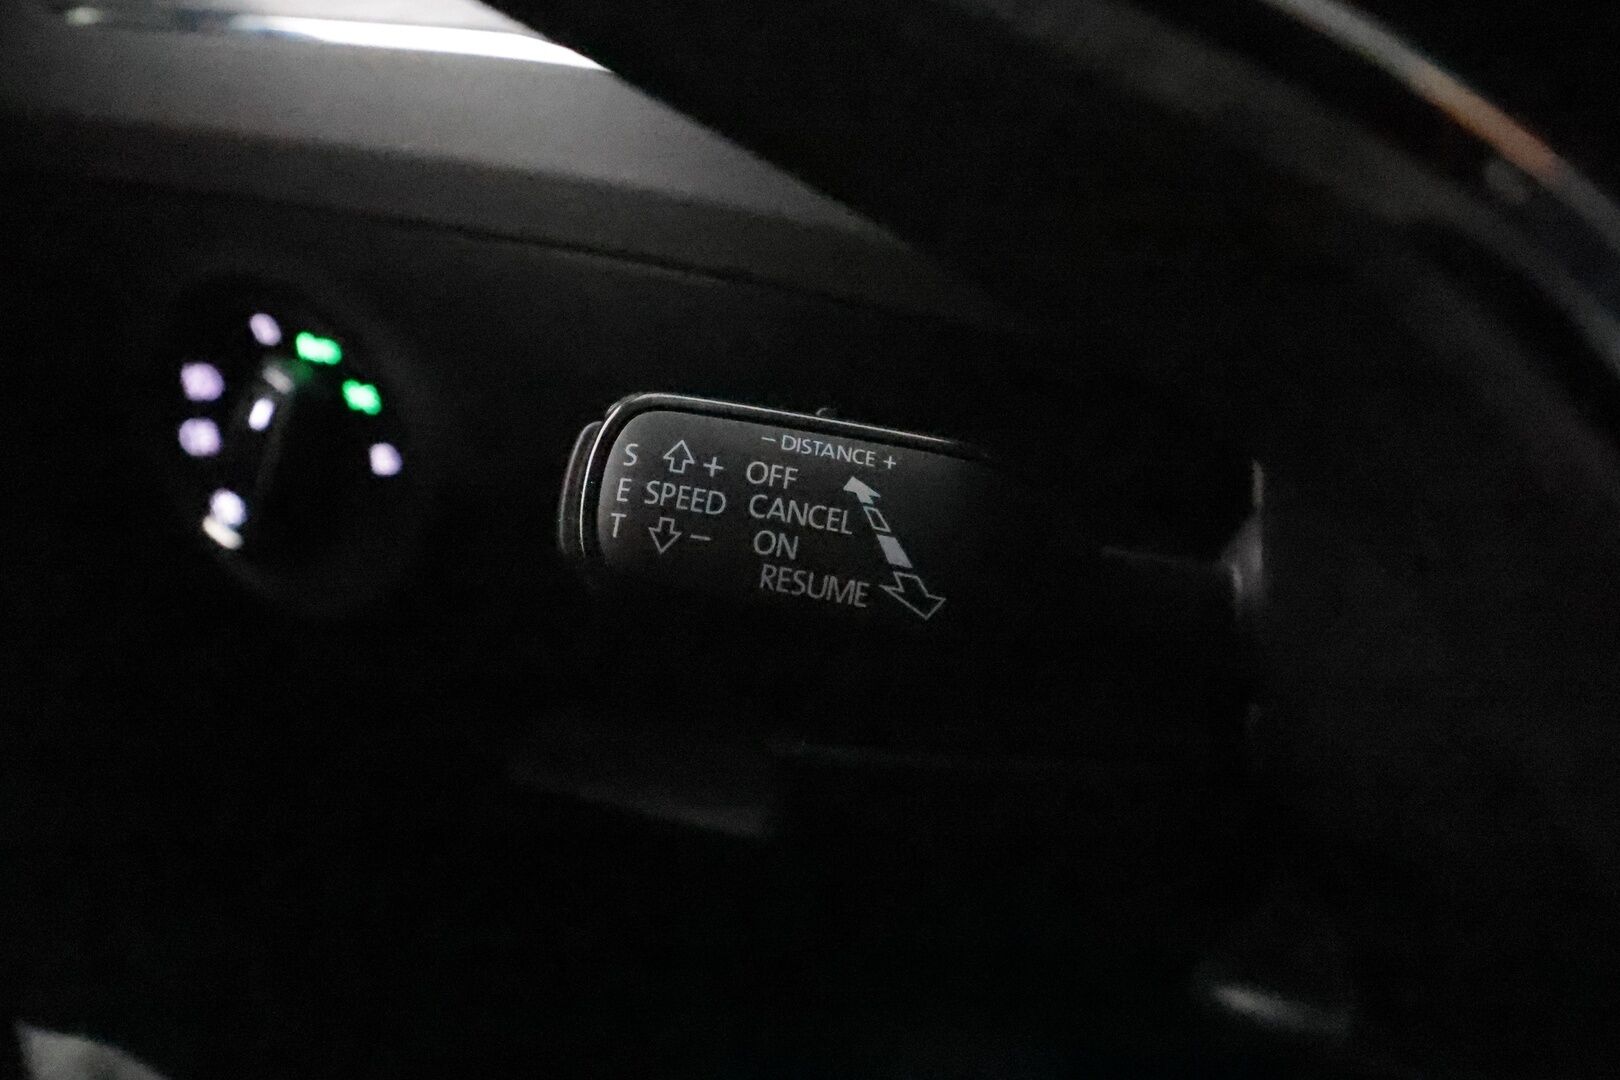 – DISTANCE +
S + OFF
E SPEED CANCEL
T – ON
RESUME